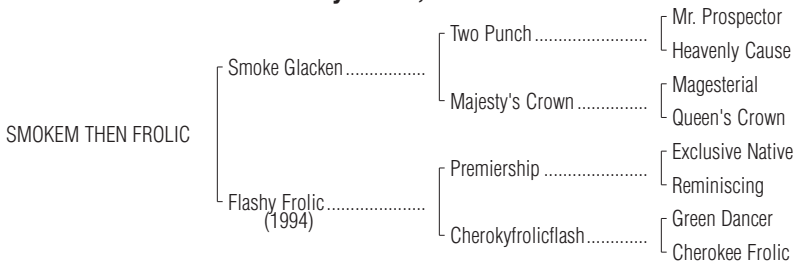 Mr. Prospector
Two Punch.......................
Heavenly Cause
Smoke Glacken.................
Magesterial
Majesty's Crown...............
Queen's Crown
SMOKEM THEN FROLIC
Exclusive Native
Premiership .....................
Reminiscing
Flashy Frolic....................
(1994)
Green Dancer
Cherokyfrolicflash.............
Cherokee Frolic